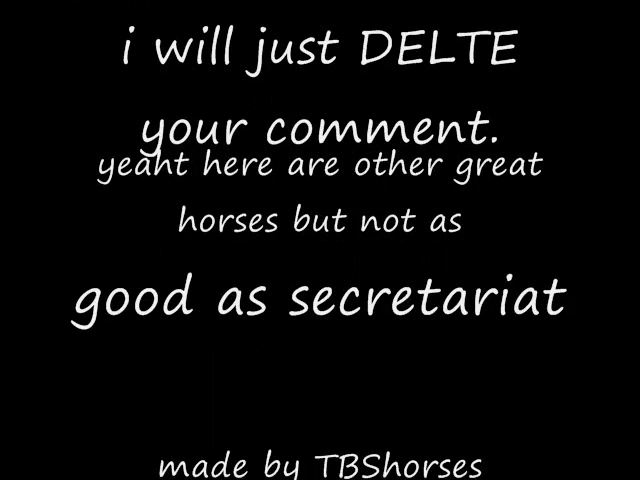 i will just DELTE
your comment.
yeaht here are other great
horses but not as
good as secretariat
made by TBShorses